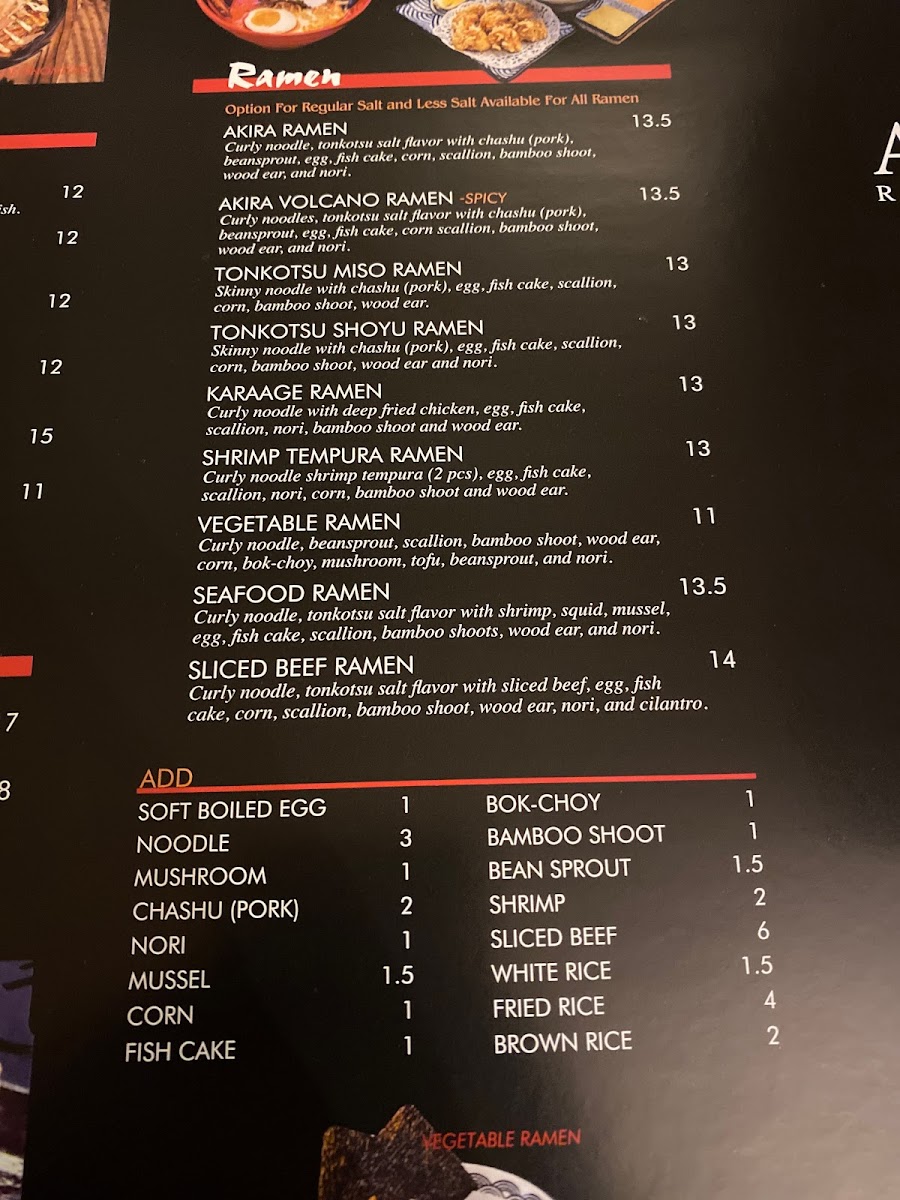 Ramen
Option For Regular Salt and Less Salt Available For All Ramen
AKIRA RAMEN 13.5
Curly noodle, tonkotsu salt flavor with chashu (pork),
beansprout, egg, fish cake, corn, scallion, bamboo shoot,
wood ear, and nori.
AKIRA VOLCANO RAMEN -SPICY 13.5
Curly noodles, tonkotsu salt flavor with chashu (pork),
beansprout, egg, fish cake, corn scallion, bamboo shoot,
wood ear, and nori.
TONKOTSU MISO RAMEN 13
Skinny noodle with chashu (pork), egg, fish cake, scallion,
corn, bamboo shoot, wood ear.
TONKOTSU SHOYU RAMEN 13
Skinny noodle with chashu (pork), egg, fish cake, scallion,
corn, bamboo shoot, wood ear and nori.
KARAAGE RAMEN 13
Curly noodle with deep fried chicken, egg, fish cake,
scallion, nori, bamboo shoot and wood ear.
SHRIMP TEMPURA RAMEN 13
Curly noodle shrimp tempura (2 pcs), egg, fish cake,
scallion, nori, corn, bamboo shoot and wood ear.
VEGETABLE RAMEN 11
Curly noodle, beansprout, scallion, bamboo shoot, wood ear,
corn, bok-choy, mushroom, tofu, beansprout, and nori.
SEAFOOD RAMEN 13.5
Curly noodle, tonkotsu salt flavor with shrimp, squid, mussel,
egg, fish cake, scallion, bamboo shoots, wood ear, and nori.
SLICED BEEF RAMEN 14
Curly noodle, tonkotsu salt flavor with sliced beef, egg, fish
cake, corn, scallion, bamboo shoot, wood ear, nori, and cilantro.
ADD
SOFT BOILED EGG 1
NOODLE 3
MUSHROOM 1
CHASHU (PORK) 2
NORI 1
MUSSEL 1.5
CORN 1
FISH CAKE 1
BOK-CHOY 1
BAMBOO SHOOT 1
BEAN SPROUT 1.5
SHRIMP 2
SLICED BEEF 6
WHITE RICE 1.5
FRIED RICE 4
BROWN RICE 2
VEGETABLE RAMEN
12
ish.
12
12
12
15
11
7
8
A
R